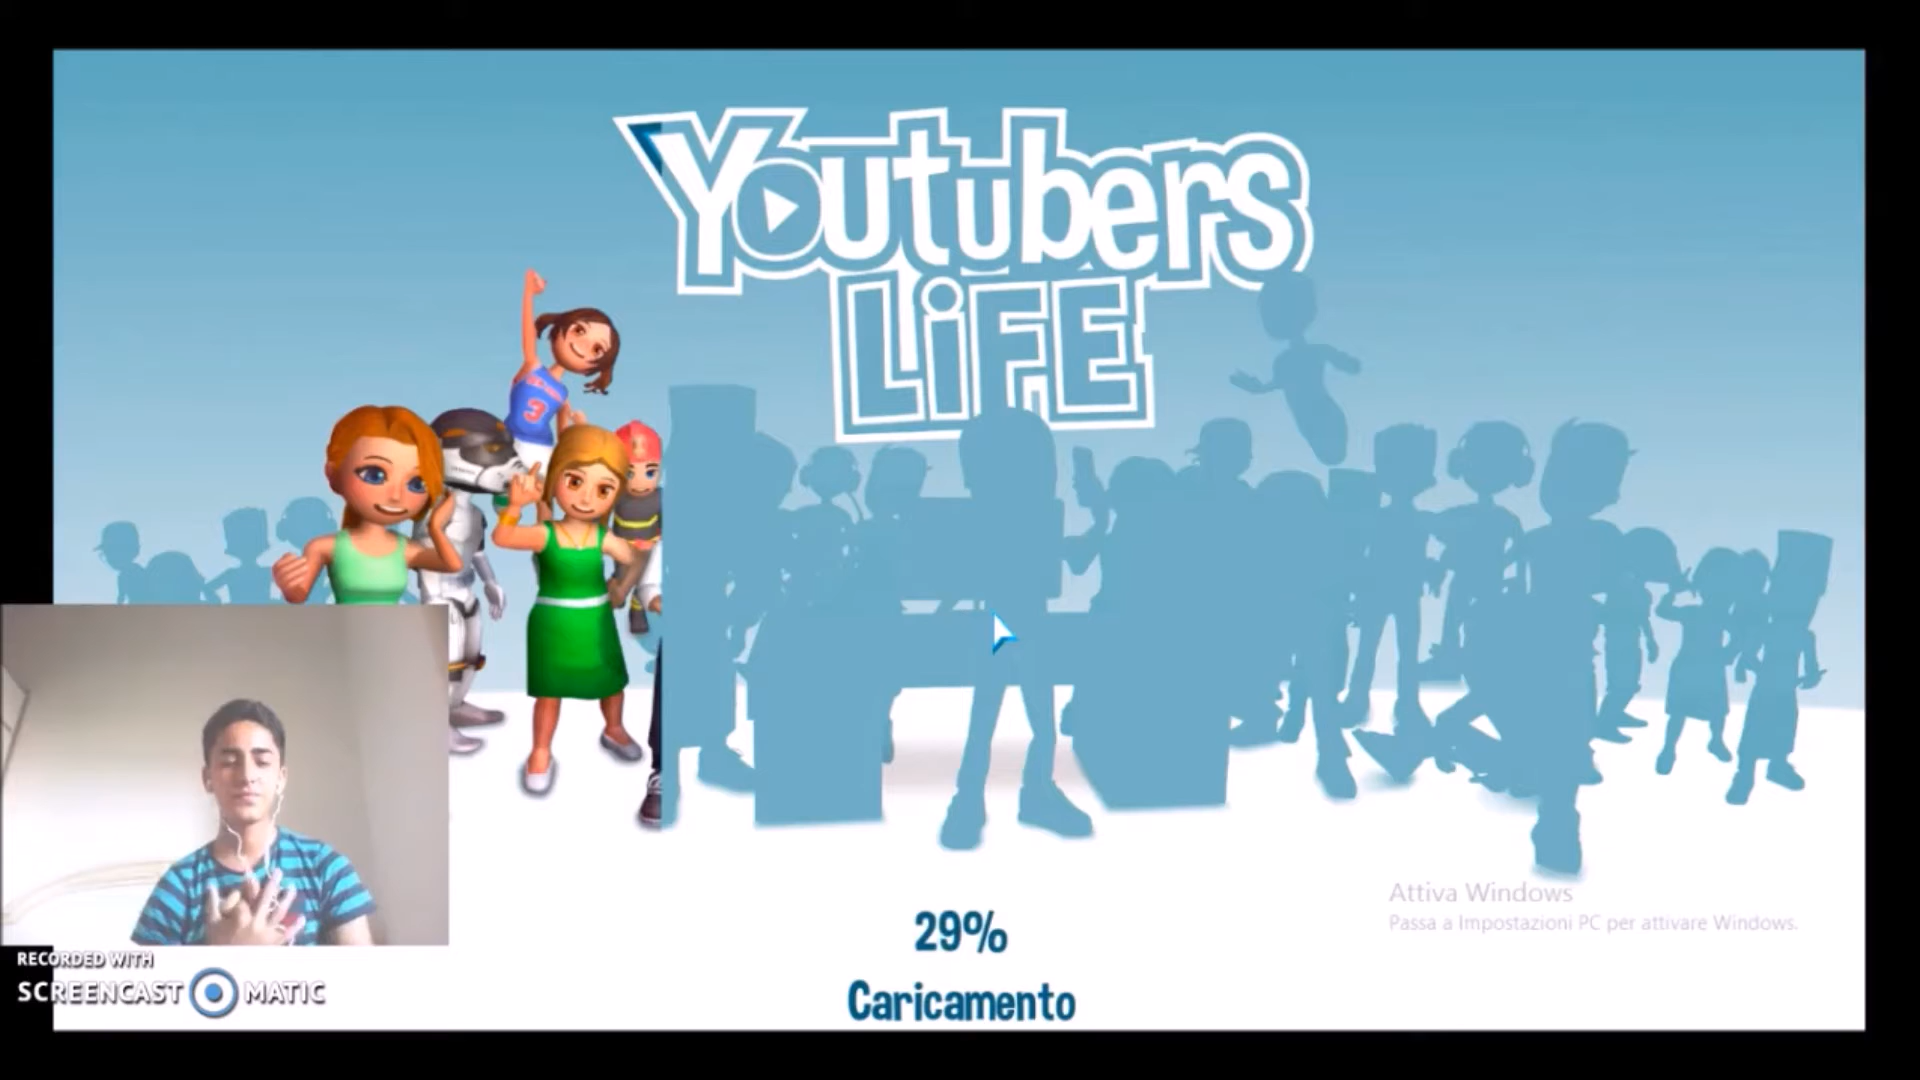 Youtubers
LiFE
3
Attiva Windows
Passa a Impostazioni PC per attivare Windows.
29%
Caricamento
RECORDED WITH
SCREENCAST MATIC